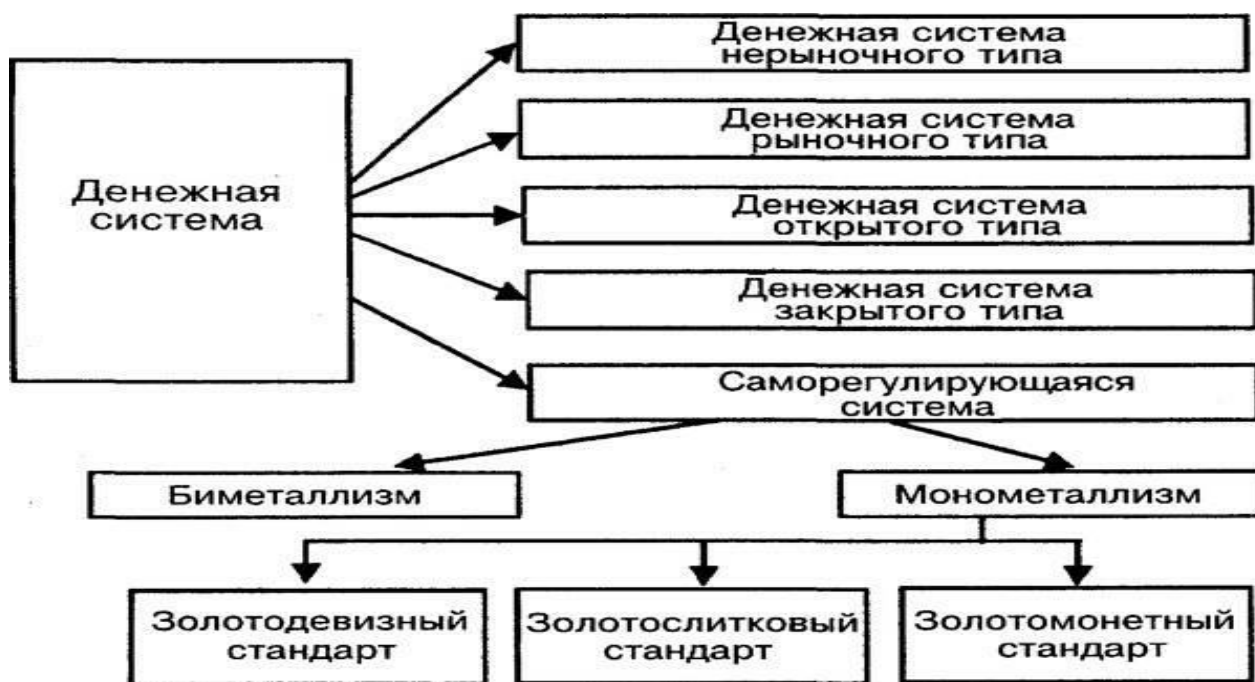 Денежная система
нерыночного типа
Денежная система
рыночного типа
Денежная
система
Денежная система
открытого типа
Денежная система
закрытого типа
Саморегулирующаяся
система
Биметаллизм
Монометаллизм
Золотодевизный
стандарт
Золотослитковый
стандарт
Золотомонетный
стандарт